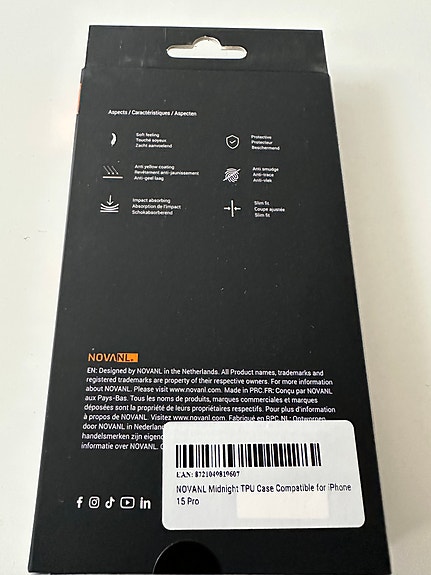 Aspects / Caractéristiques / Aspecten
Soft feeling
Touché soyeux
Zacht aanvoelend
Protective
Protecteur
Beschermend
Anti yellow coating
Revêtement anti-jaunissement
Anti-geel laag
Anti smudge
Anti-trace
Anti-vlek
Impact absorbing
Absorption de l'impact
Schokabsorberend
Slim fit
Coupe ajustée
Slim fit
NOVANL.
EN: Designed by NOVANL in the Netherlands. All Product names, trademarks and
registered trademarks are property of their respective owners. For more information
about NOVANL. Please visit www.novanl.com. Made in PRC.FR: Conçu par NOVANL
aux Pays-Bas. Tous les noms de produits, marques commerciales et marques
déposées sont la propriété de leurs propriétaires respectifs. Pour plus d'information
à propos de NOVANL. Visitez www.novanl.com. Fabriqué en RPC.NL: Ontworpen
door NOVANL in Nederland
handelsmerken zijn eigen
informatie over NOVANL.
EAN: 8721049819607
NOVANL Midnight TPU Case Compatible for iPhone
15 Pro